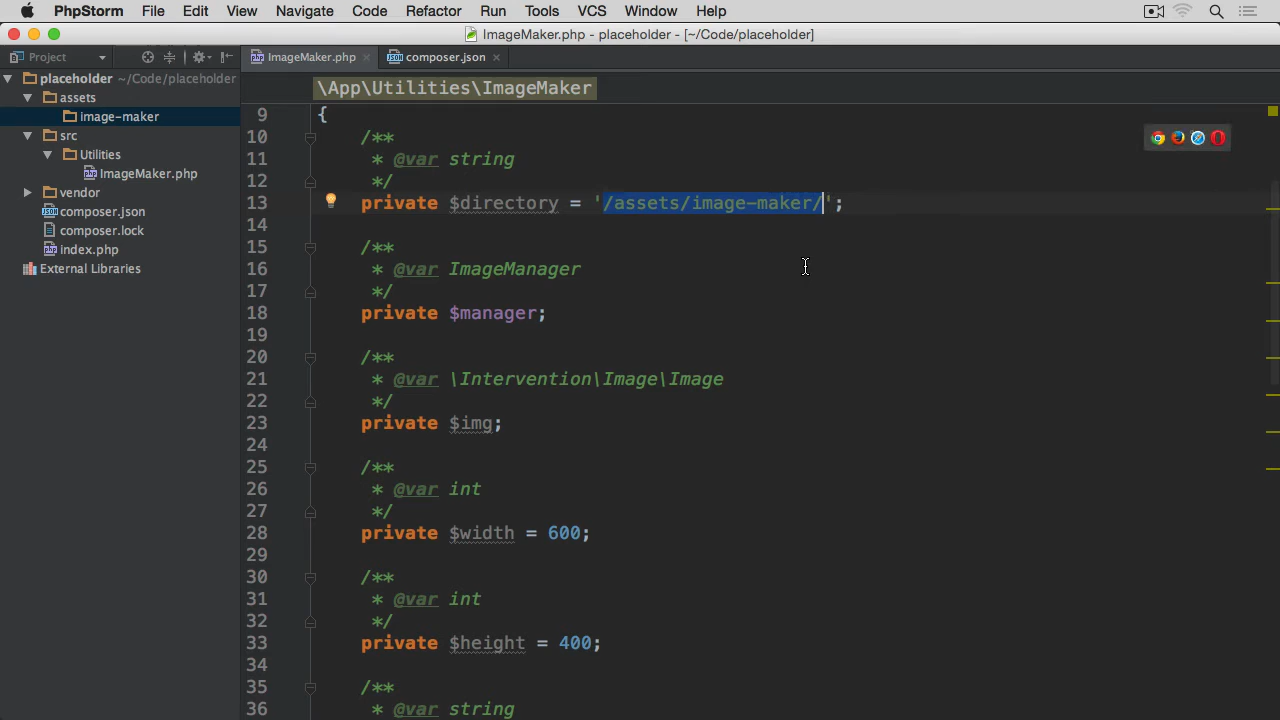 PhpStorm File Edit View Navigate Code Refactor Run Tools VCS Window Help
ImageMaker.php - placeholder - [~/Code/placeholder]
Project
ImageMaker.php
composer.json
placeholder ~/Code/placeholder
assets
image-maker
src
Utilities
ImageMaker.php
vendor
composer.json
composer.lock
index.php
External Libraries
\App\Utilities\ImageMaker
9 {
10 /**
11 * @var string
12 */
13 private $directory = '/assets/image-maker/';
14
15 /**
16 * @var ImageManager
17 */
18 private $manager;
19
20 /**
21 * @var \Intervention\Image\Image
22 */
23 private $img;
24
25 /**
26 * @var int
27 */
28 private $width = 600;
29
30 /**
31 * @var int
32 */
33 private $height = 400;
34
35 /**
36 * @var string